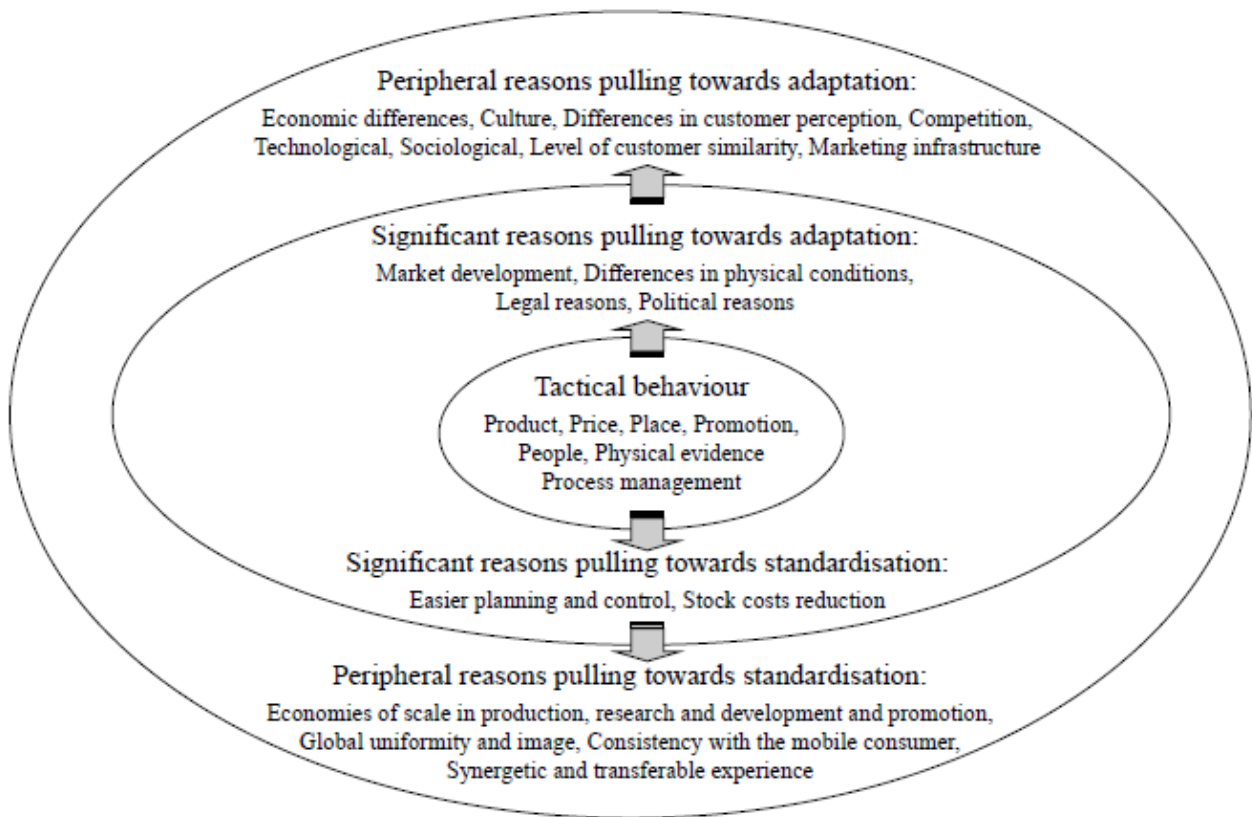 Peripheral reasons pulling towards adaptation:
Economic differences, Culture, Differences in customer perception, Competition,
Technological, Sociological, Level of customer similarity, Marketing infrastructure
Significant reasons pulling towards adaptation:
Market development, Differences in physical conditions,
Legal reasons, Political reasons
Tactical behaviour
Product, Price, Place, Promotion,
People, Physical evidence
Process management
Significant reasons pulling towards standardisation:
Easier planning and control, Stock costs reduction
Peripheral reasons pulling towards standardisation:
Economies of scale in production, research and development and promotion,
Global uniformity and image, Consistency with the mobile consumer,
Synergetic and transferable experience